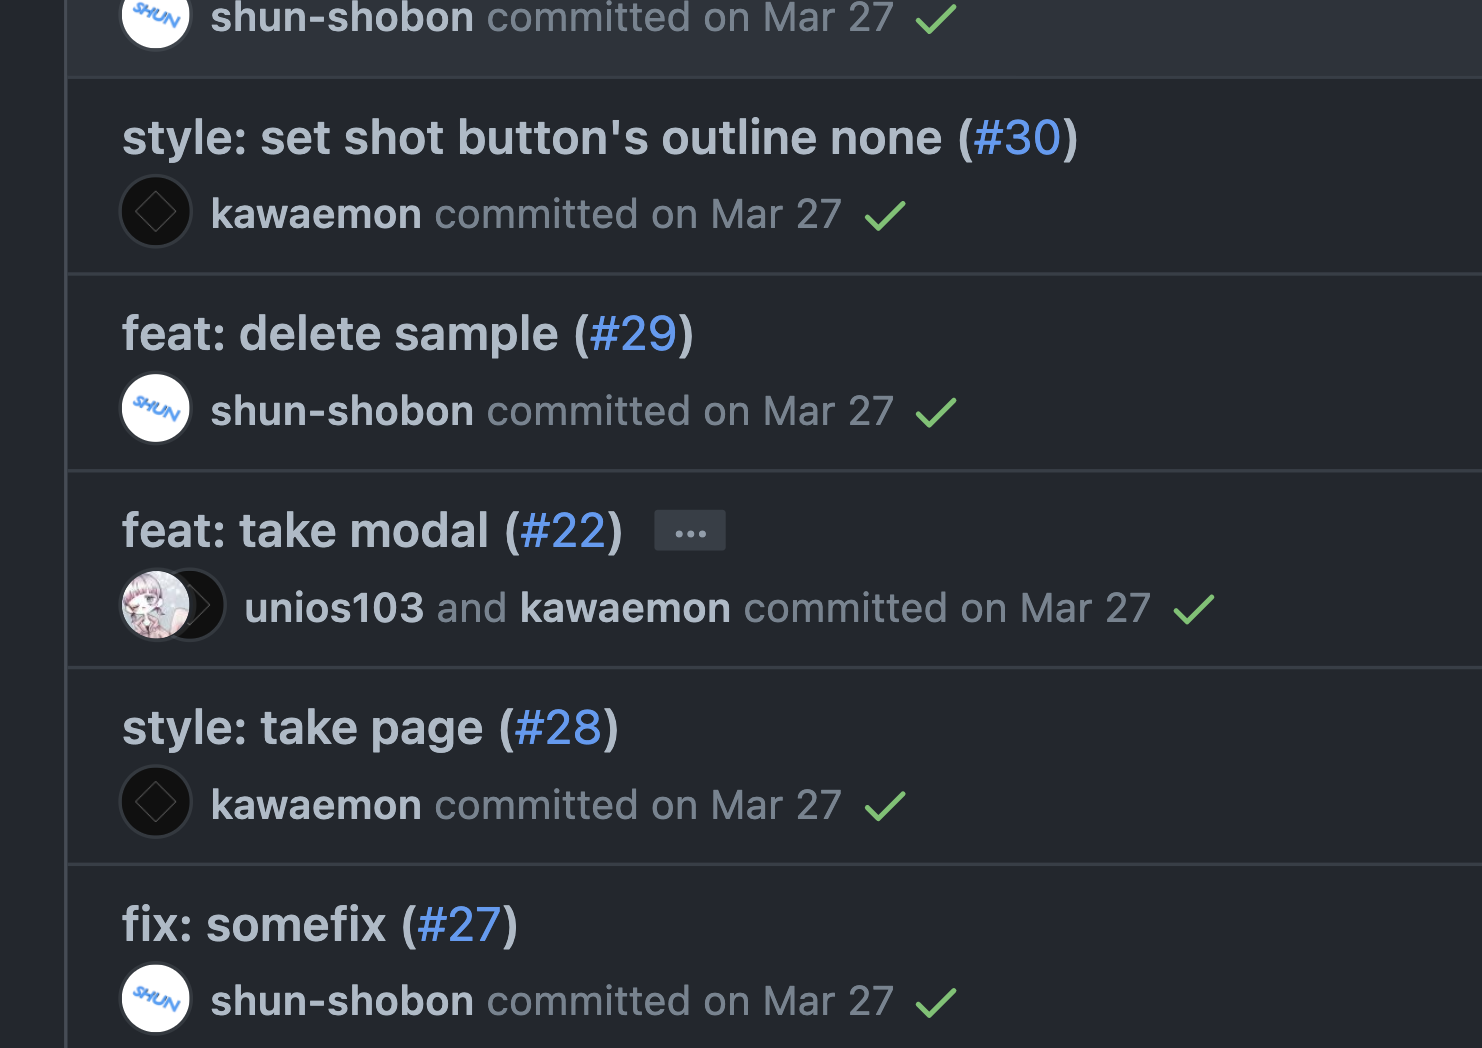 SHUN
shun-shobon committed on Mar 27
style: set shot button's outline none (#30)
kawaemon committed on Mar 27
feat: delete sample (#29)
SHUN
shun-shobon committed on Mar 27
feat: take modal (#22) ...
unios103 and kawaemon committed on Mar 27
style: take page (#28)
kawaemon committed on Mar 27
fix: somefix (#27)
SHUN
shun-shobon committed on Mar 27